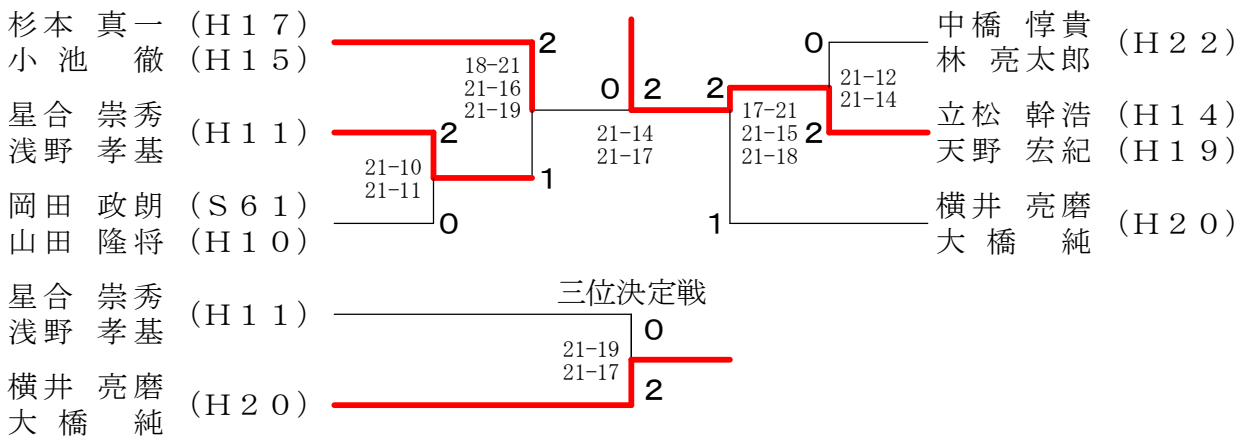 杉本 真一 (H17)
小池 徹 (H15)
2
18-21
21-16
21-19
星合 崇秀
浅野 孝基
(H11)
2
21-10
21-11
1
岡田 政朗 (S61)
山田 隆将 (H10)
0
0
2
21-14
21-17
2
17-21
21-15
21-18
中橋 惇貴
林 亮太郎
(H22)
0
21-12
21-14
2
立松 幹浩 (H14)
天野 宏紀 (H19)
横井 亮磨
大橋 純
(H20)
1
三位決定戦
星合 崇秀
浅野 孝基
(H11)
0
21-19
21-17
2
横井 亮磨
大橋 純
(H20)